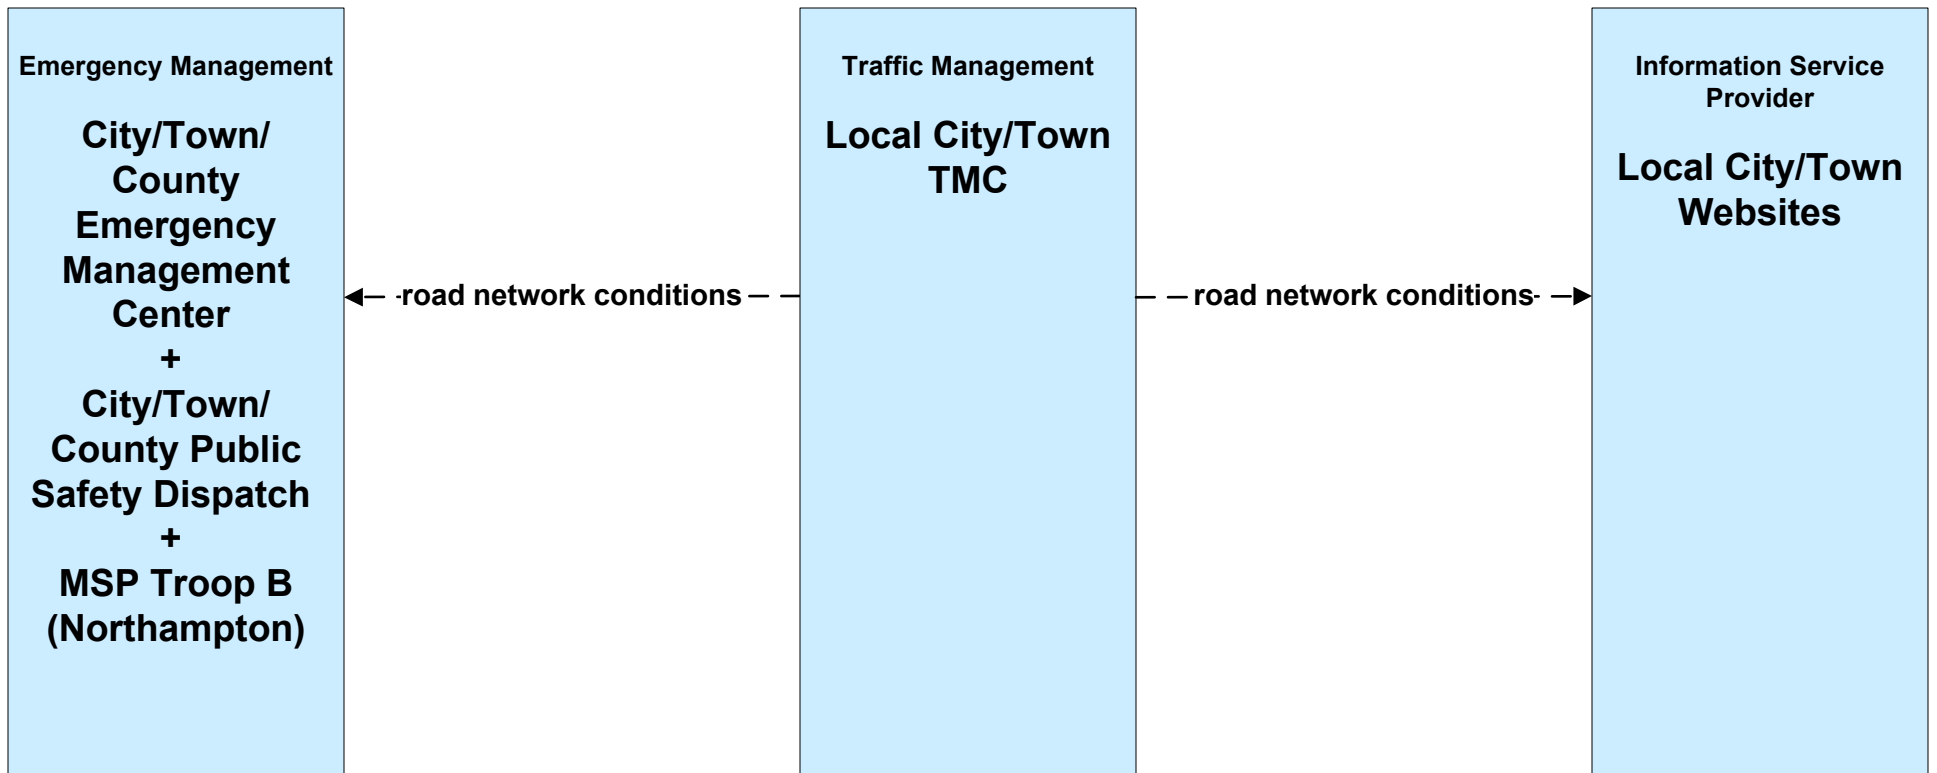 Emergency Management
City/Town/
County
Emergency
Management
Center
+
City/Town/
County Public
Safety Dispatch
+
MSP Troop B
(Northampton)
road network conditions
Traffic Management
Local City/Town
TMC
road network conditions
Information Service
Provider
Local City/Town
Websites